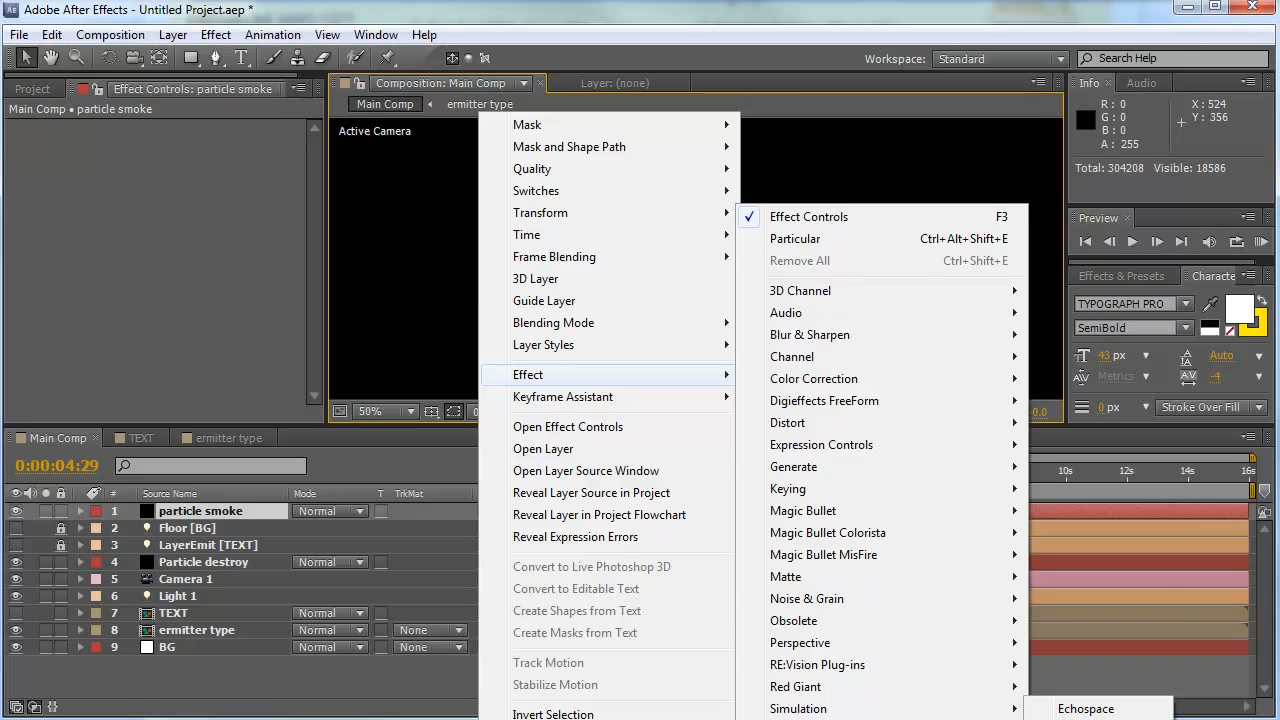 Adobe After Effects - Untitled Project.aep *
File Edit Composition Layer Effect Animation View Window Help
Workspace: Standard Search Help
Project Effect Controls: particle smoke Composition: Main Comp Layer: (none) Info Audio
Main Comp • particle smoke
Main Comp ermitter type
Active Camera
R: 0 X: 524
G: 0 Y: 356
B: 0
A: 255
Total: 304208 Visible: 18586
Preview
Effects & Presets Characte
TYPOGRAPH PRO
SemiBold
43 px Auto
Metrics -4
0 px Stroke Over Fill
50%
-0.0
Mask
Mask and Shape Path
Quality
Switches
Transform
Time
Frame Blending
3D Layer
Guide Layer
Blending Mode
Layer Styles
Effect
Keyframe Assistant
Open Effect Controls
Open Layer
Open Layer Source Window
Reveal Layer Source in Project
Reveal Layer in Project Flowchart
Reveal Expression Errors
Convert to Live Photoshop 3D
Convert to Editable Text
Create Shapes from Text
Create Masks from Text
Track Motion
Stabilize Motion
Invert Selection
Effect Controls F3
Particular Ctrl+Alt+Shift+E
Remove All Ctrl+Shift+E
3D Channel
Audio
Blur & Sharpen
Channel
Color Correction
Digieffects FreeForm
Distort
Expression Controls
Generate
Keying
Magic Bullet
Magic Bullet Colorista
Magic Bullet MisFire
Matte
Noise & Grain
Obsolete
Perspective
RE:Vision Plug-ins
Red Giant
Simulation
Echospace
Main Comp TEXT ermitter type
0:00:04:29
10s 12s 14s 16s
# Source Name Mode T TrkMat
1 particle smoke Normal
2 Floor [BG]
3 LayerEmit [TEXT]
4 Particle destroy Normal
5 Camera 1
6 Light 1
7 TEXT Normal
8 ermitter type Normal None
9 BG Normal None